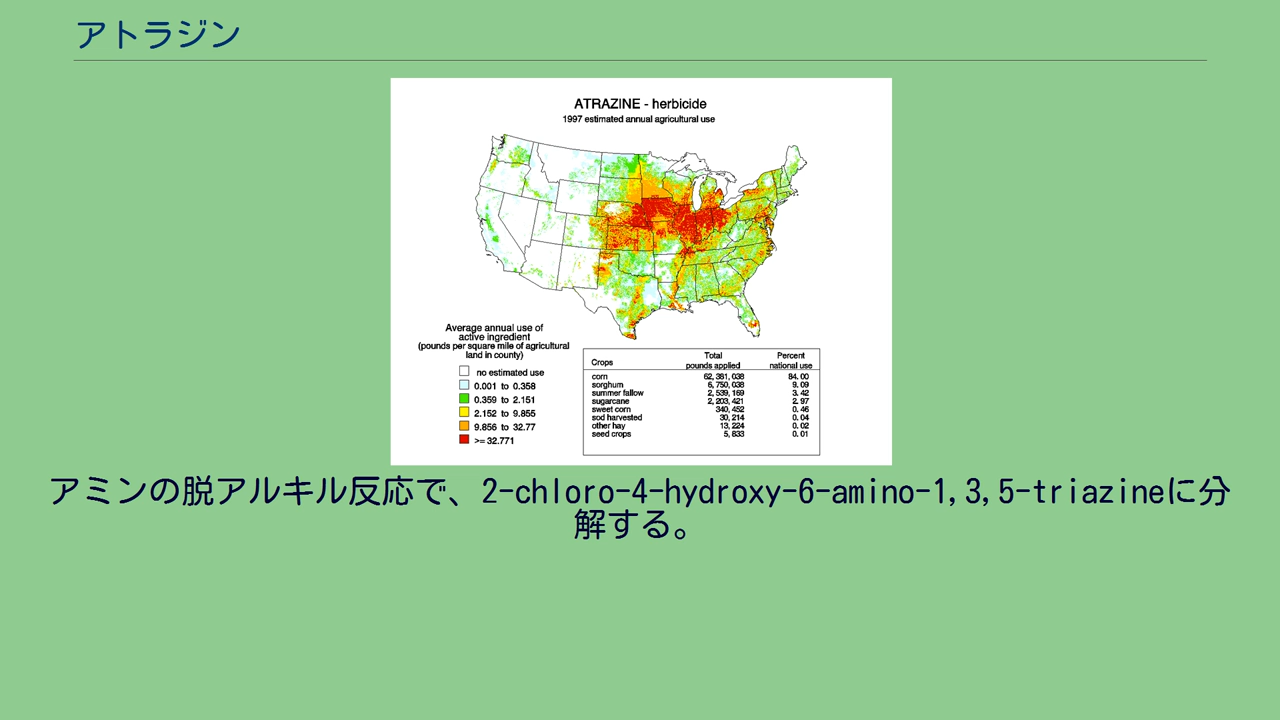 アトラジン
ATRAZINE - herbicide
1997 estimated annual agricultural use
Average annual use of
active ingredient
(pounds per square mile of agricultural
land in county)
no estimated use
0.001 to 0.358
0.359 to 2.151
2.152 to 9.855
9.856 to 32.77
>= 32.771
Crops Total pounds applied Percent national use
corn 62,381,038 84.00
sorghum 6,750,038 9.09
summer fallow 2,539,169 3.42
sugarcane 2,203,421 2.97
sweet corn 340,452 0.46
sod harvested 30,214 0.04
other hay 13,224 0.02
seed crops 5,833 0.01
アミンの脱アルキル反応で、2-chloro-4-hydroxy-6-amino-1,3,5-triazineに分
解する。